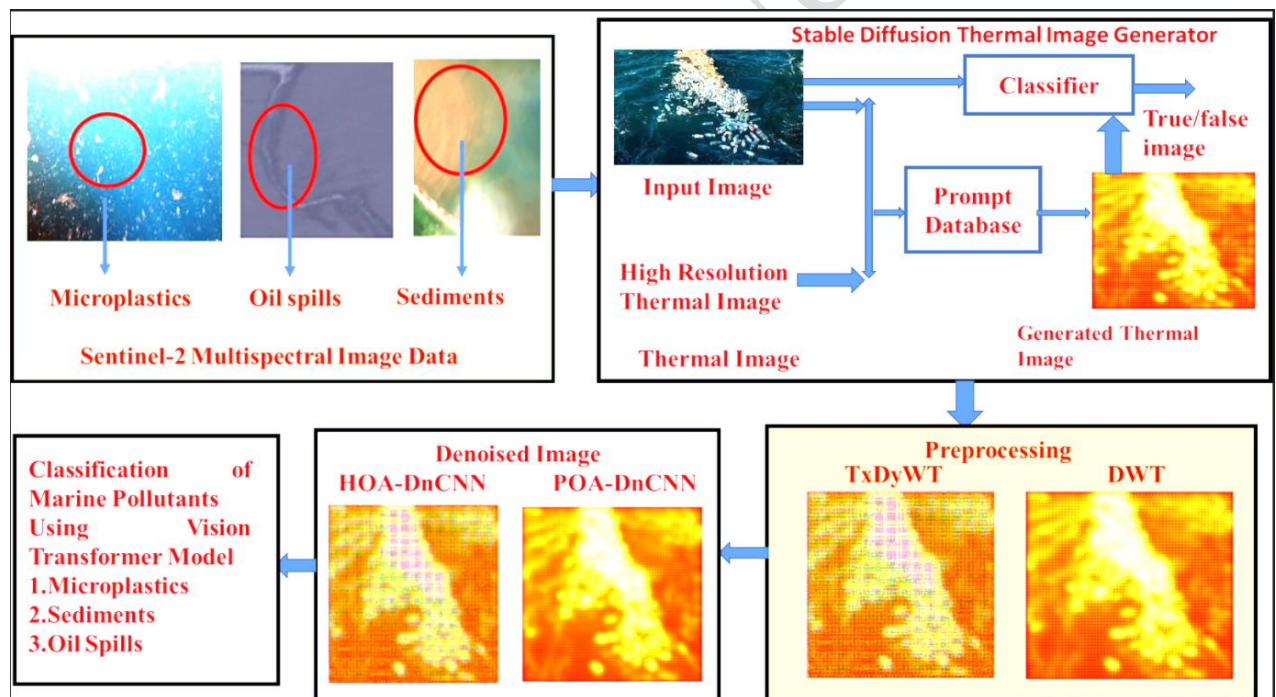 Microplastics
Oil spills
Sediments
Sentinel-2 Multispectral Image Data
Stable Diffusion Thermal Image Generator
Input Image
Classifier
True/false
image
Prompt
Database
High Resolution
Thermal Image
Thermal Image
Generated Thermal
Image
Preprocessing
TxDyWT
DWT
Denoised Image
HOA-DnCNN
POA-DnCNN
Classification of
Marine Pollutants
Using Vision
Transformer Model
1.Microplastics
2.Sediments
3.Oil Spills